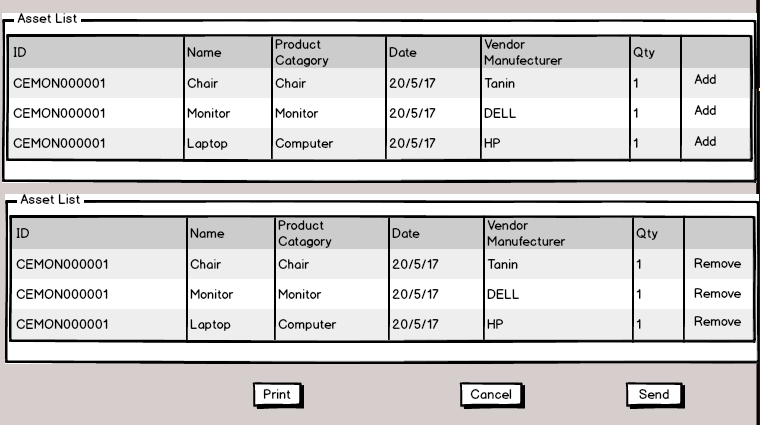 Asset List
ID Name Product Catagory Date Vendor Manufacturer Qty
CEMON000001 Chair Chair 20/5/17 Tanin 1 Add
CEMON000001 Monitor Monitor 20/5/17 DELL 1 Add
CEMON000001 Laptop Computer 20/5/17 HP 1 Add
Asset List
ID Name Product Catagory Date Vendor Manufacturer Qty
CEMON000001 Chair Chair 20/5/17 Tanin 1 Remove
CEMON000001 Monitor Monitor 20/5/17 DELL 1 Remove
CEMON000001 Laptop Computer 20/5/17 HP 1 Remove
Print Cancel Send